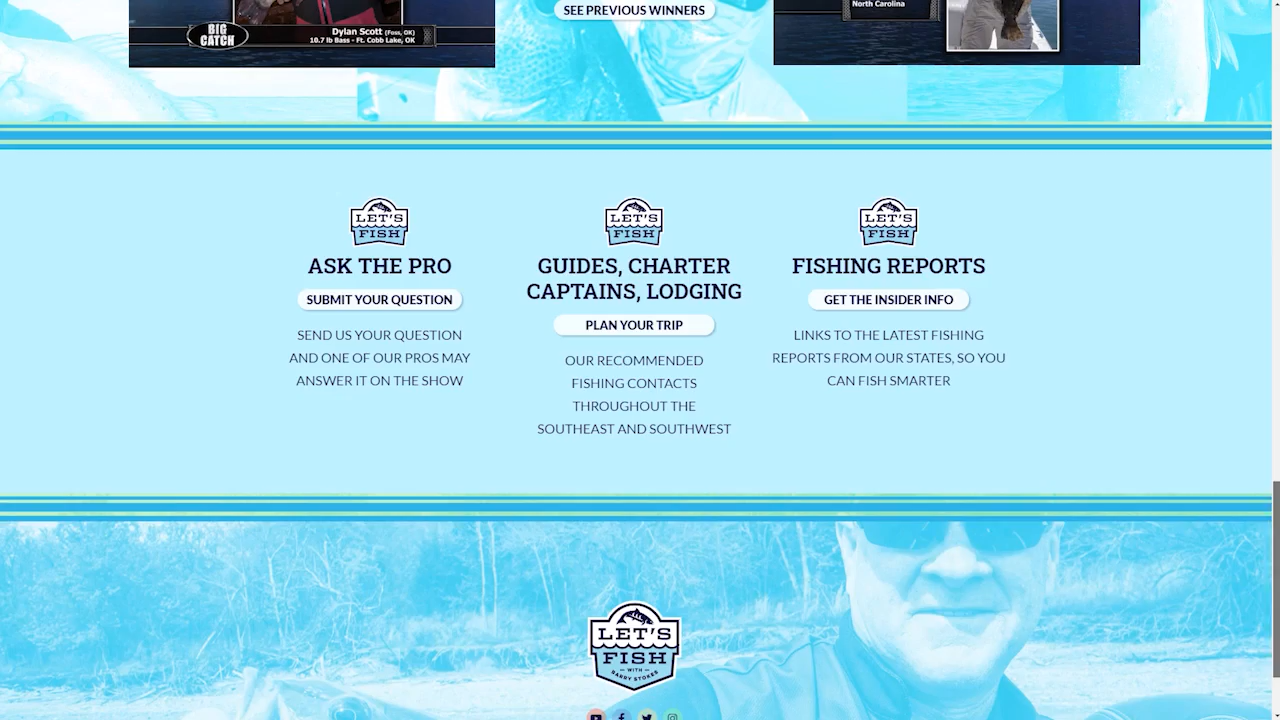 SEE PREVIOUS WINNERS
North Carolina
BIG
CATCH
Dylan Scott (Foss, OK)
10.7 lb Bass - Ft. Cobb Lake, OK
LET'S
FISH
ASK THE PRO
SUBMIT YOUR QUESTION
SEND US YOUR QUESTION
AND ONE OF OUR PROS MAY
ANSWER IT ON THE SHOW
LET'S
FISH
GUIDES, CHARTER
CAPTAINS, LODGING
PLAN YOUR TRIP
OUR RECOMMENDED
FISHING CONTACTS
THROUGHOUT THE
SOUTHEAST AND SOUTHWEST
LET'S
FISH
FISHING REPORTS
GET THE INSIDER INFO
LINKS TO THE LATEST FISHING
REPORTS FROM OUR STATES, SO YOU
CAN FISH SMARTER
LET'S
FISH
WITH
BARRY STOKES